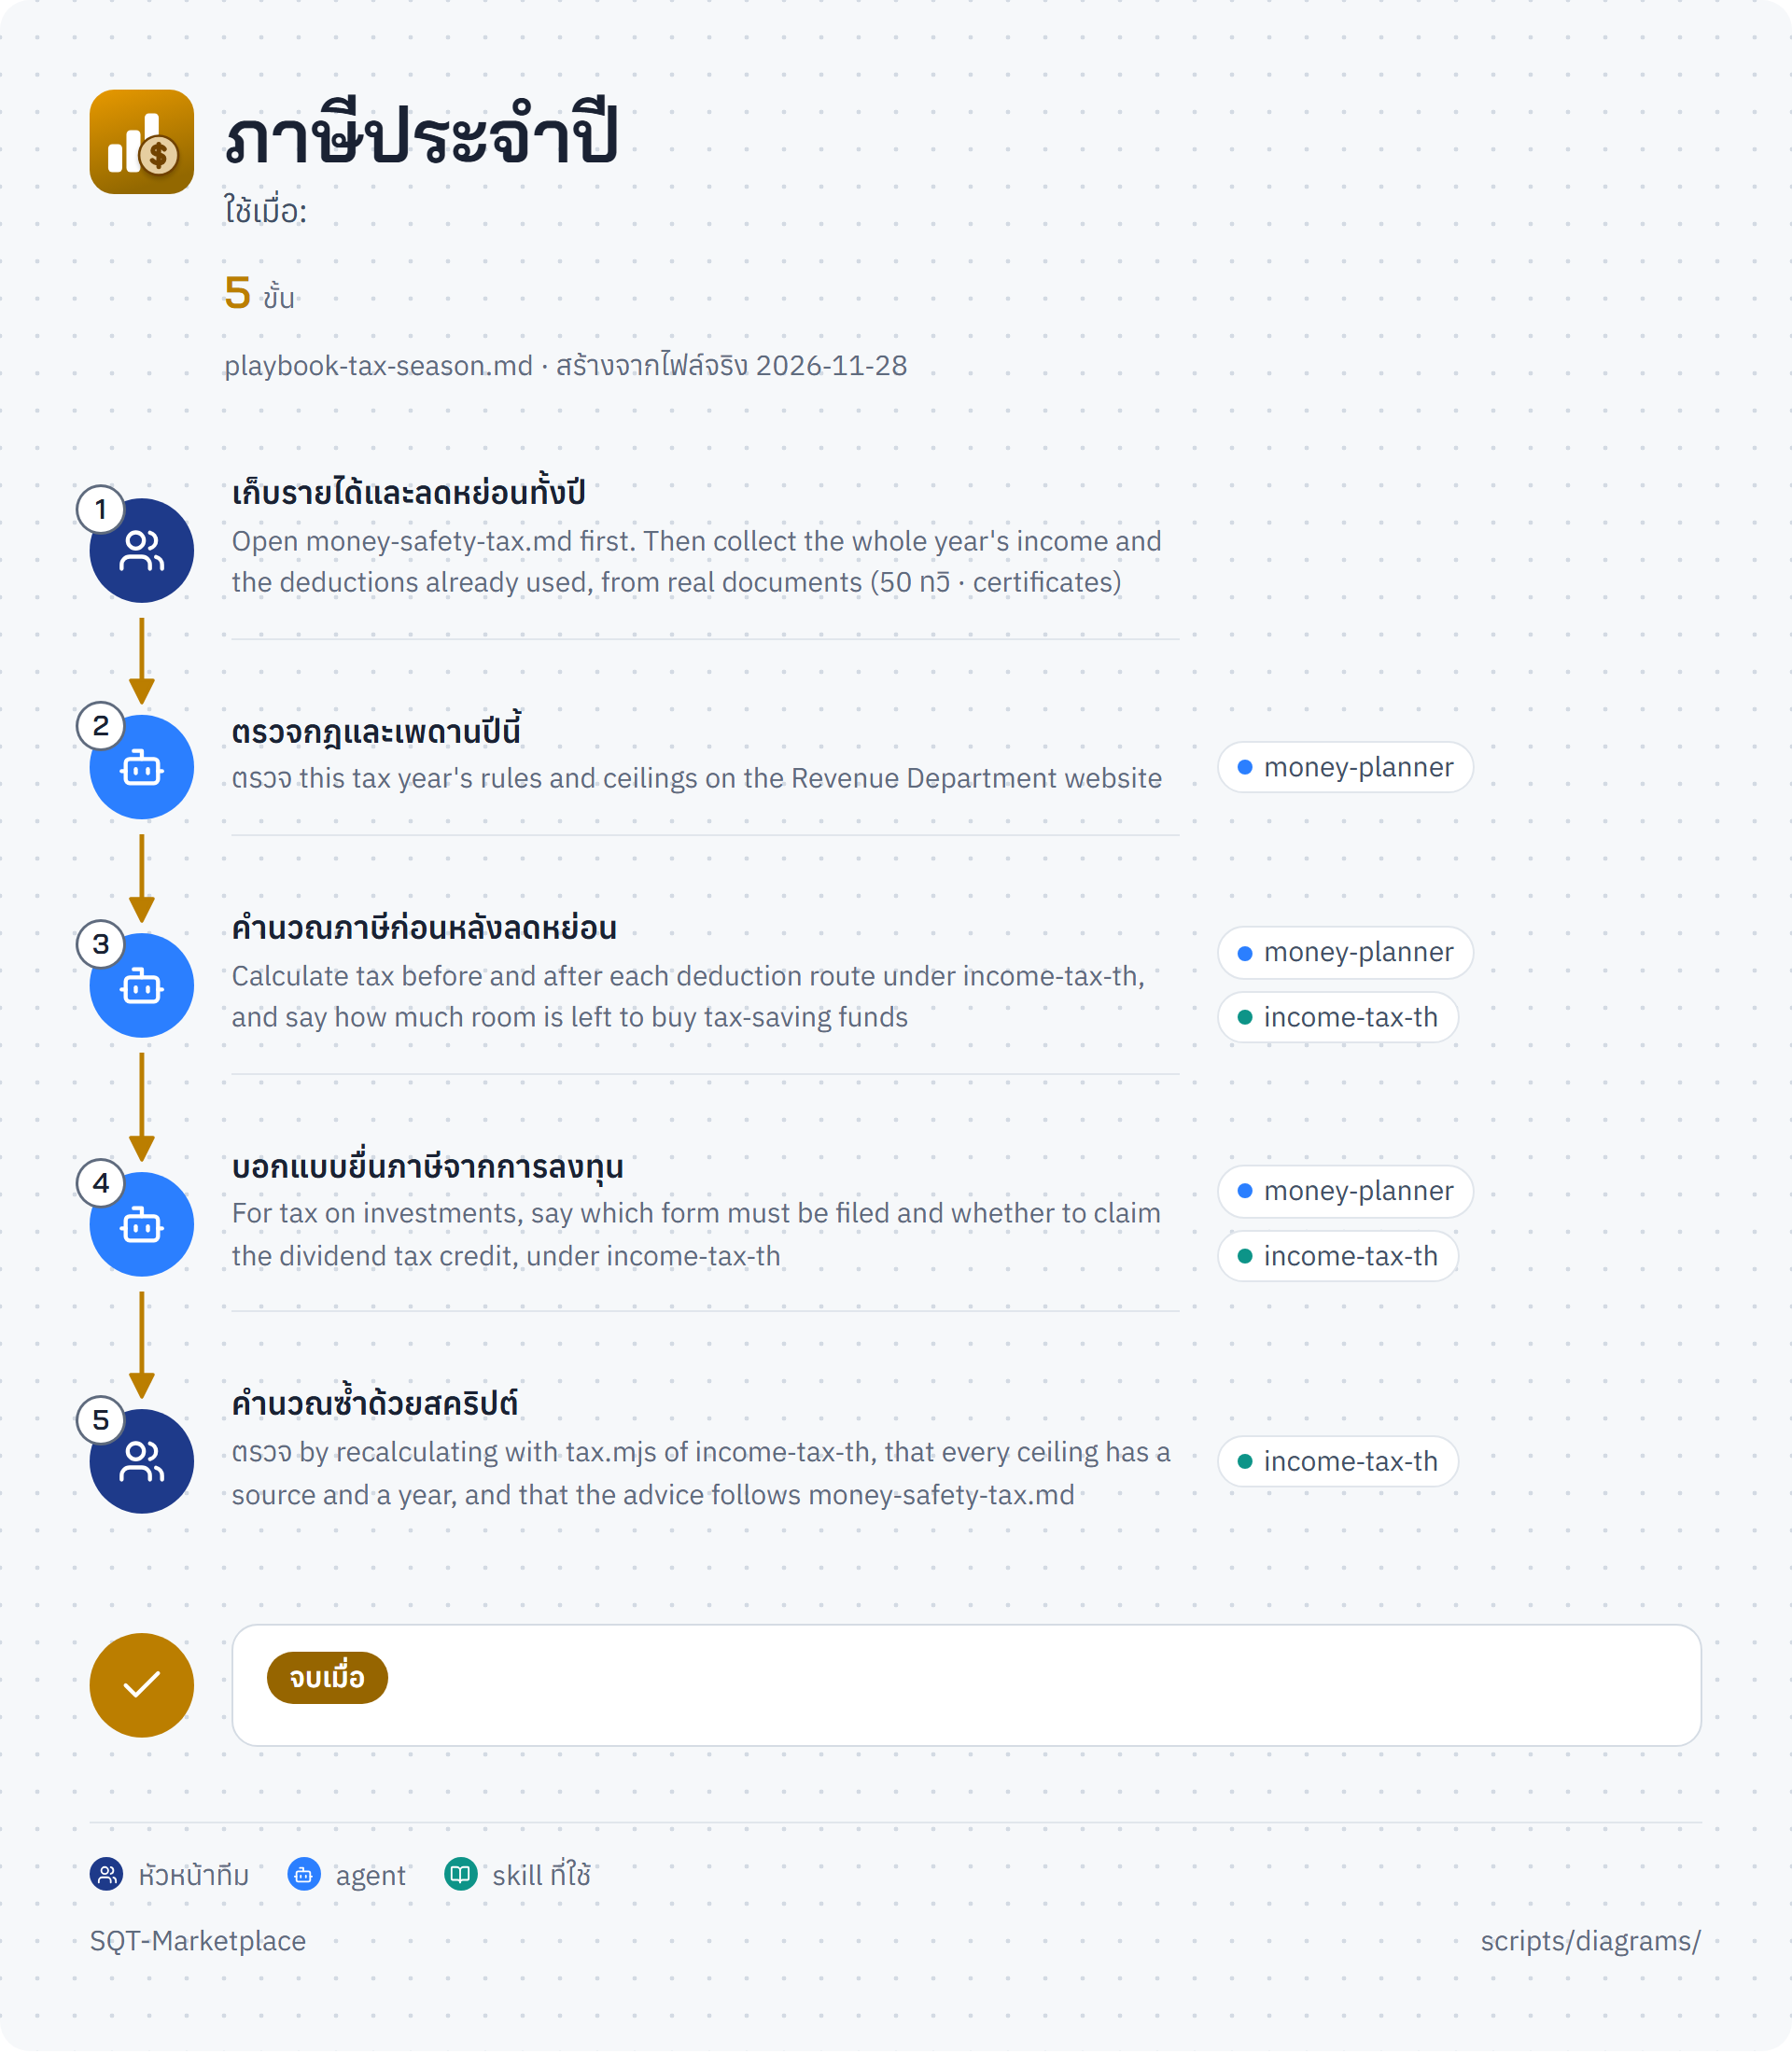 $
ภาษีประจำปี
ใช้เมื่อ:
5 ขั้น
playbook-tax-season.md · สร้างจากไฟล์จริง 2026-11-28
1
เก็บรายได้และลดหย่อนทั้งปี
Open money-safety-tax.md first. Then collect the whole year's income and
the deductions already used, from real documents (50 ทวิ · certificates)
2
ตรวจกฎและเพดานปีนี้
ตรวจ this tax year's rules and ceilings on the Revenue Department website
money-planner
3
คำนวณภาษีก่อนหลังลดหย่อน
Calculate tax before and after each deduction route under income-tax-th,
and say how much room is left to buy tax-saving funds
money-planner
income-tax-th
4
บอกแบบยื่นภาษีจากการลงทุน
For tax on investments, say which form must be filed and whether to claim
the dividend tax credit, under income-tax-th
money-planner
income-tax-th
5
คำนวณซ้ำด้วยสคริปต์
ตรวจ by recalculating with tax.mjs of income-tax-th, that every ceiling has a
source and a year, and that the advice follows money-safety-tax.md
income-tax-th
จบเมื่อ
หัวหน้าทีม agent skill ที่ใช้
SQT-Marketplace scripts/diagrams/